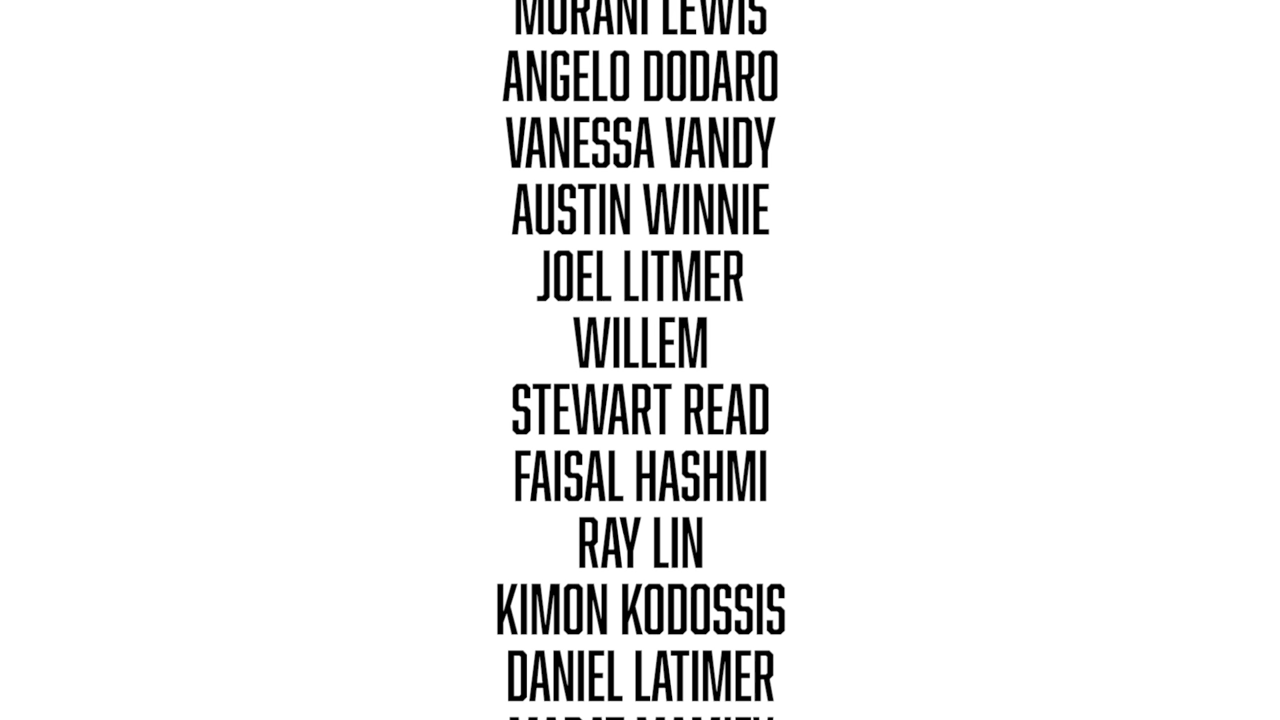 MORANI LEWIS
ANGELO DODARO
VANESSA VANDY
AUSTIN WINNIE
JOEL LITMER
WILLEM
STEWART READ
FAISAL HASHMI
RAY LIN
KIMON KODOSSIS
DANIEL LATIMER